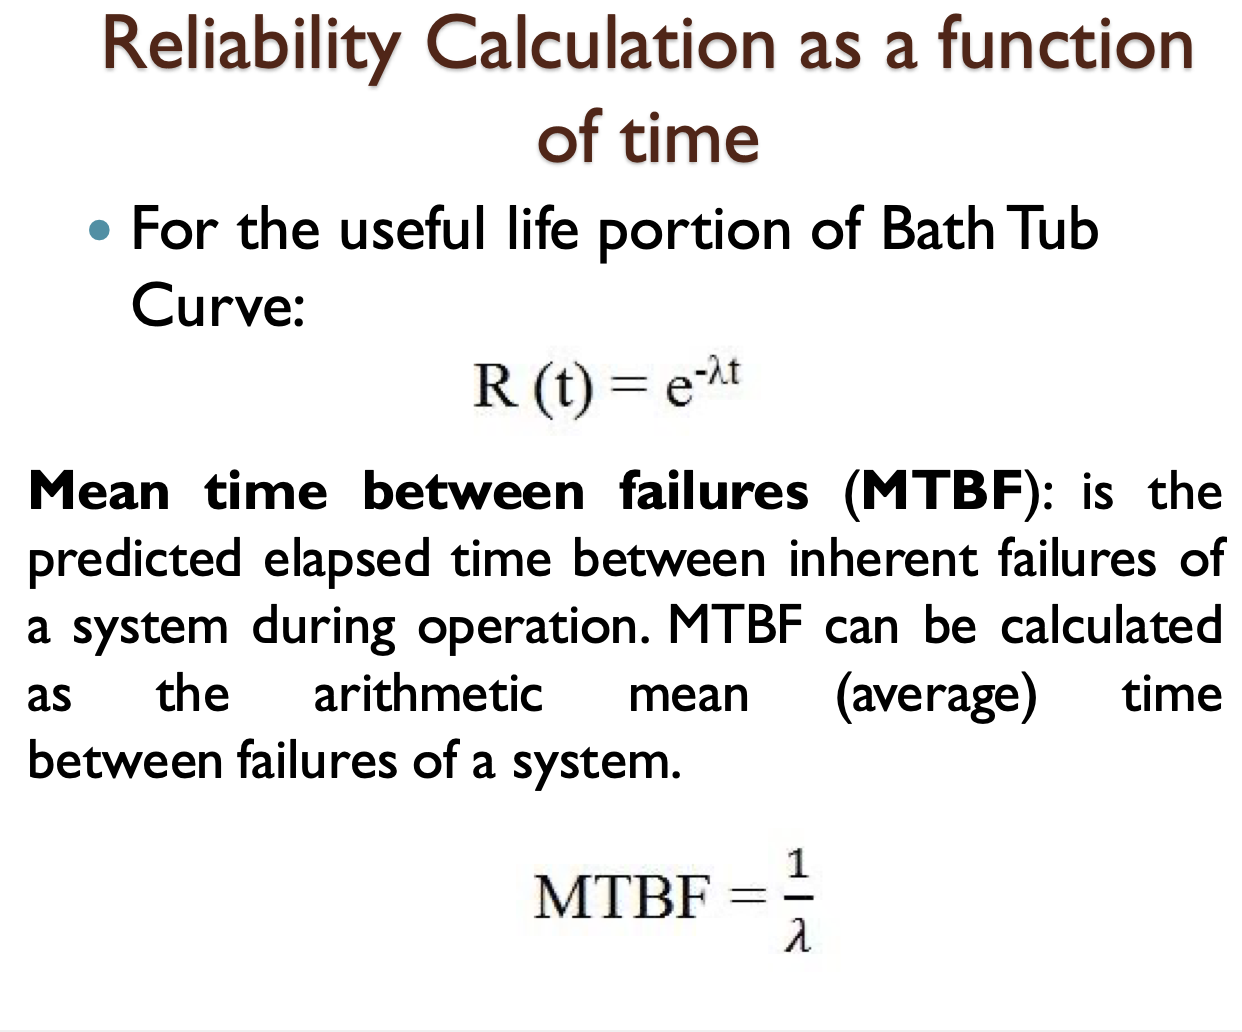 Reliability Calculation as a function
of time
• For the useful life portion of Bath Tub
Curve:
R (t) = e^{-λt}
Mean time between failures (MTBF): is the
predicted elapsed time between inherent failures of
a system during operation. MTBF can be calculated
as the arithmetic mean (average) time
between failures of a system.
MTBF = \frac{1}{λ}